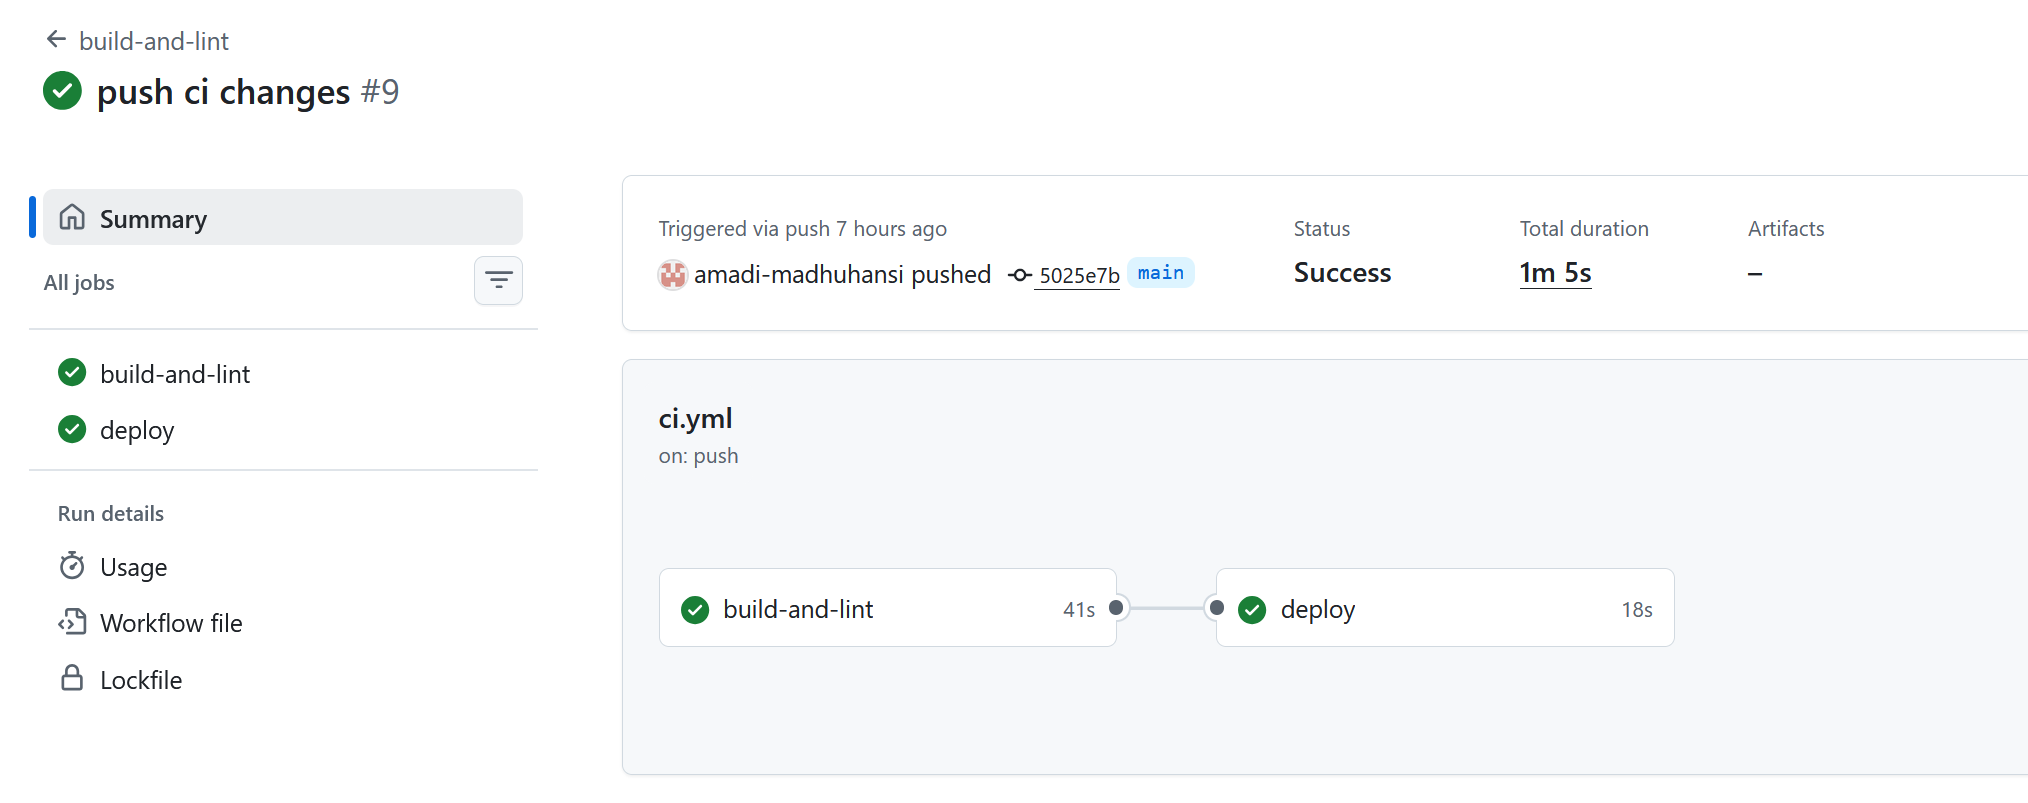 build-and-lint
push ci changes #9
Summary
All jobs
build-and-lint
deploy
Run details
Usage
Workflow file
Lockfile
Triggered via push 7 hours ago
amadi-madhuhansi pushed 5025e7b main
Status
Success
Total duration
1m 5s
Artifacts
–
ci.yml
on: push
build-and-lint 41s
deploy 18s